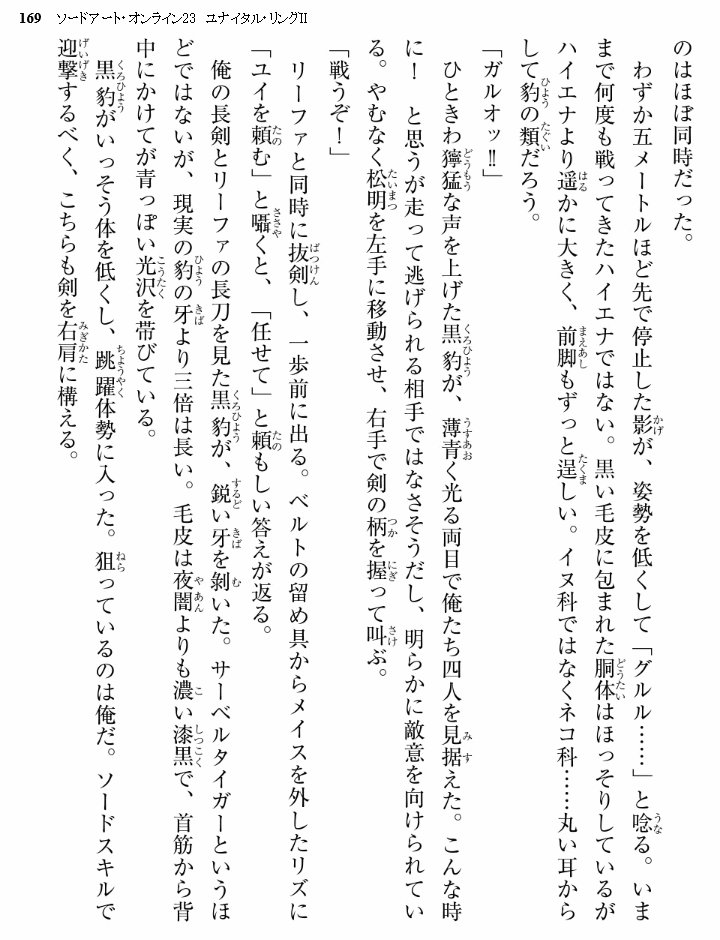 169　ソードアート・オンライン23　ユナイタル・リングII
のはほぼ同時だった。
　わずか五メートルほど先で停止した影が、姿勢を低くして「グルル……」と唸る。いま
まで何度も戦ってきたハイエナではない。黒い毛皮に包まれた胴体はほっそりしているが
ハイエナより遥かに大きく、前脚もずっと逞しい。イヌ科ではなくネコ科……丸い耳から
して豹の類だろう。
「ガルオッ!!」
　ひときわ獰猛な声を上げた黒豹が、薄青く光る両目で俺たち四人を見据えた。こんな時
に！　と思うが走って逃げられる相手ではなさそうだし、明らかに敵意を向けられてい
る。やむなく松明を左手に移動させ、右手で剣の柄を握って叫ぶ。
「戦うぞ！」
　リーファと同時に抜剣し、一歩前に出る。ベルトの留め具からメイスを外したリズに
「ユイを頼む」と囁くと、「任せて」と頼もしい答えが返る。
　俺の長剣とリーファの長刀を見た黒豹が、鋭い牙を剝いた。サーベルタイガーというほ
どではないが、現実の豹の牙より三倍は長い。毛皮は夜闇よりも濃い漆黒で、首筋から背
中にかけてが青っぽい光沢を帯びている。
　黒豹がいっそう体を低くし、跳躍体勢に入った。狙っているのは俺だ。ソードスキルで
迎撃するべく、こちらも剣を右肩に構える。